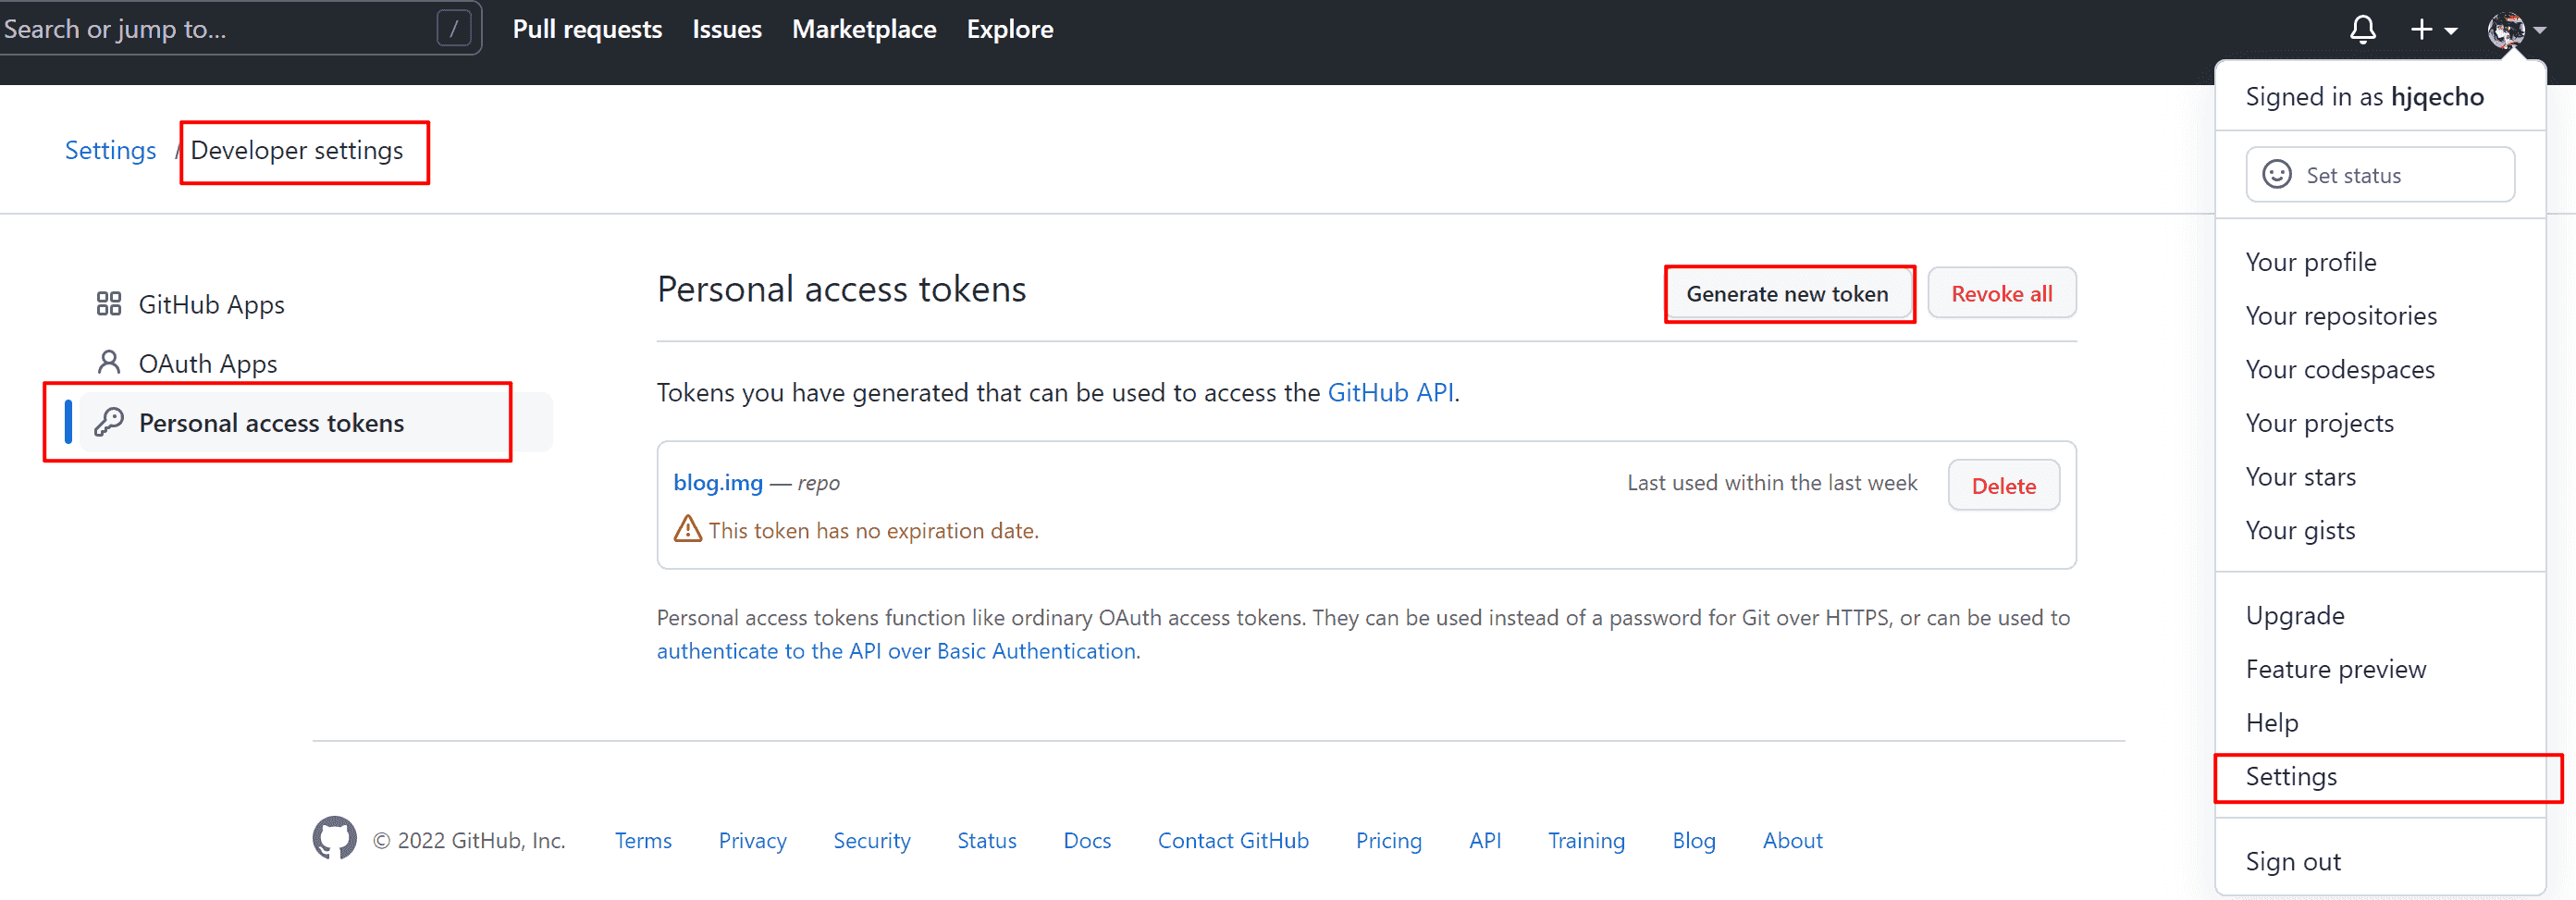 Search or jump to... /
Pull requests Issues Marketplace Explore
Signed in as hjqecho
Set status
Your profile
Your repositories
Your codespaces
Your projects
Your stars
Your gists
Upgrade
Feature preview
Help
Settings
Sign out
Settings / Developer settings
GitHub Apps
OAuth Apps
Personal access tokens
Personal access tokens
Generate new token Revoke all
Tokens you have generated that can be used to access the GitHub API.
blog.img — repo Last used within the last week Delete
This token has no expiration date.
Personal access tokens function like ordinary OAuth access tokens. They can be used instead of a password for Git over HTTPS, or can be used to
authenticate to the API over Basic Authentication.
© 2022 GitHub, Inc. Terms Privacy Security Status Docs Contact GitHub Pricing API Training Blog About